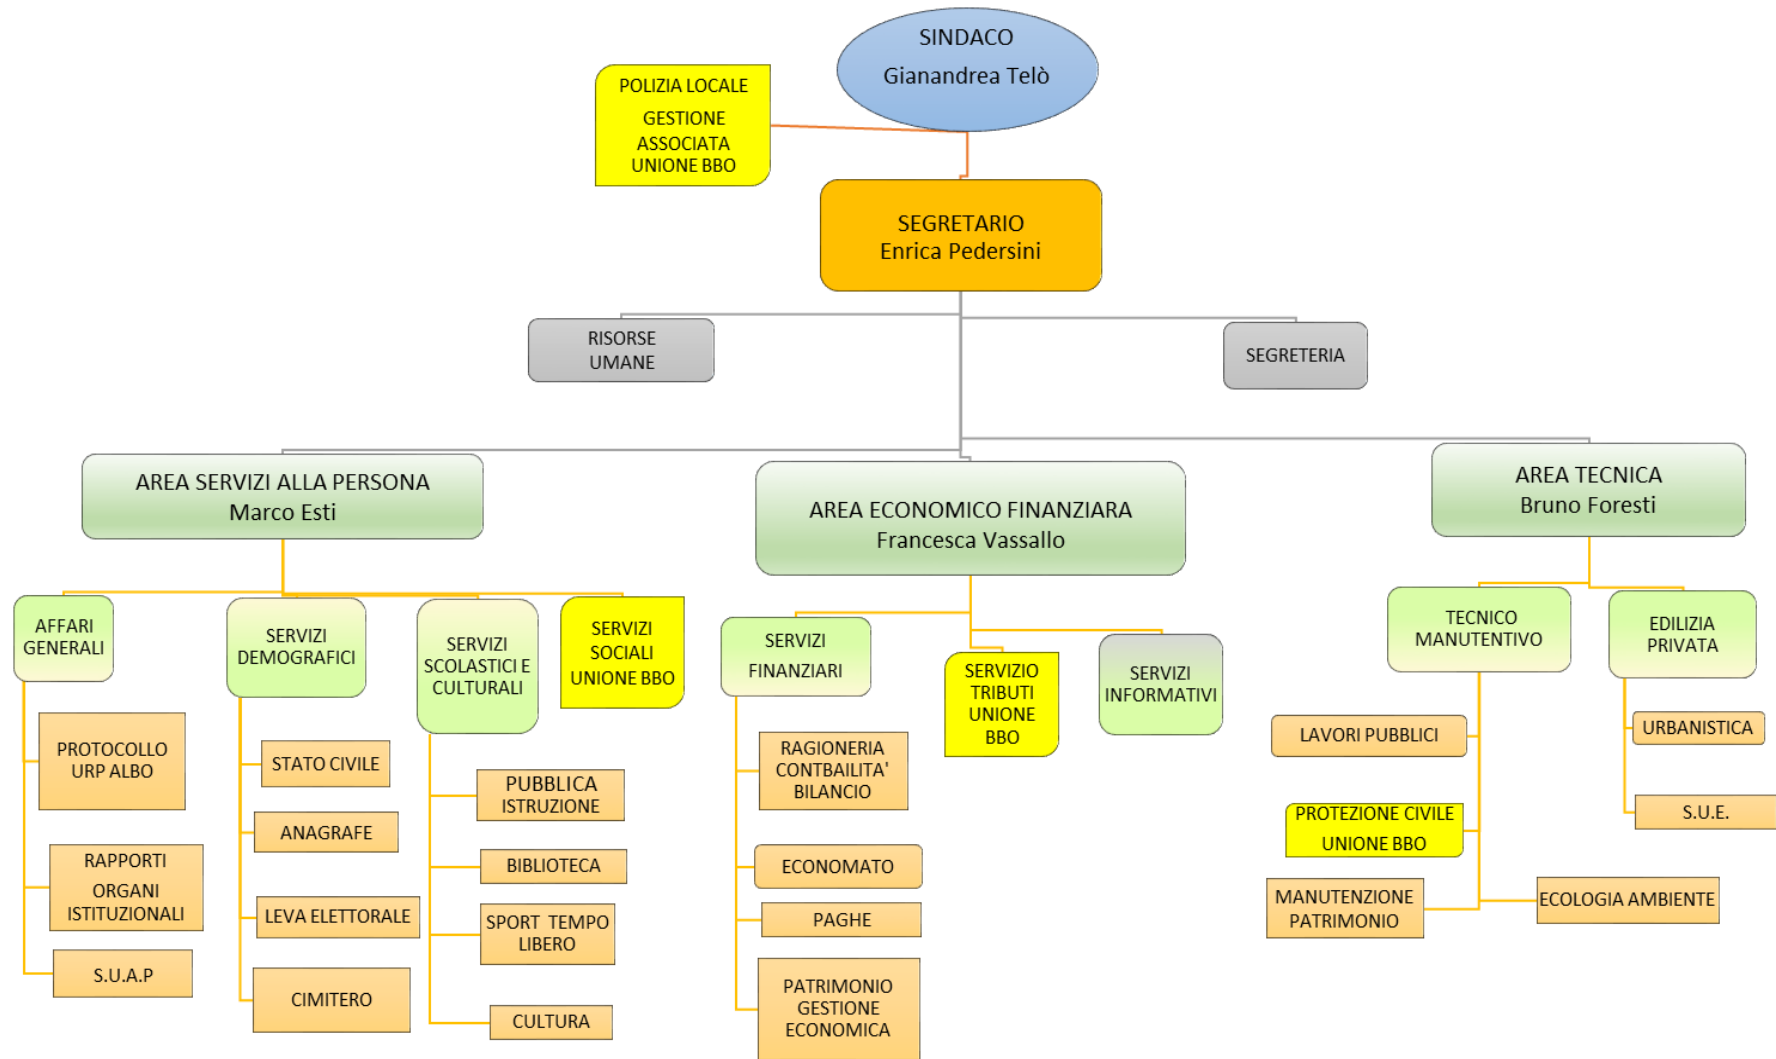 SINDACO
Gianandrea Telò
POLIZIA LOCALE
GESTIONE
ASSOCIATA
UNIONE BBO
SEGRETARIO
Enrica Pedersini
RISORSE
UMANE
SEGRETERIA
AREA SERVIZI ALLA PERSONA
Marco Esti
AREA ECONOMICO FINANZIARA
Francesca Vassallo
AREA TECNICA
Bruno Foresti
AFFARI
GENERALI
SERVIZI
DEMOGRAFICI
SERVIZI
SCOLASTICI E
CULTURALI
SERVIZI
SOCIALI
UNIONE BBO
SERVIZI
FINANZIARI
SERVIZIO
TRIBUTI
UNIONE
BBO
SERVIZI
INFORMATIVI
TECNICO
MANUTENTIVO
EDILIZIA
PRIVATA
PROTOCOLLO
URP ALBO
RAPPORTI
ORGANI
ISTITUZIONALI
S.U.A.P
STATO CIVILE
ANAGRAFE
LEVA ELETTORALE
CIMITERO
PUBBLICA
ISTRUZIONE
BIBLIOTECA
SPORT TEMPO
LIBERO
CULTURA
RAGIONERIA
CONTBAILITA'
BILANCIO
ECONOMATO
PAGHE
PATRIMONIO
GESTIONE
ECONOMICA
LAVORI PUBBLICI
PROTEZIONE CIVILE
UNIONE BBO
MANUTENZIONE
PATRIMONIO
ECOLOGIA AMBIENTE
URBANISTICA
S.U.E.